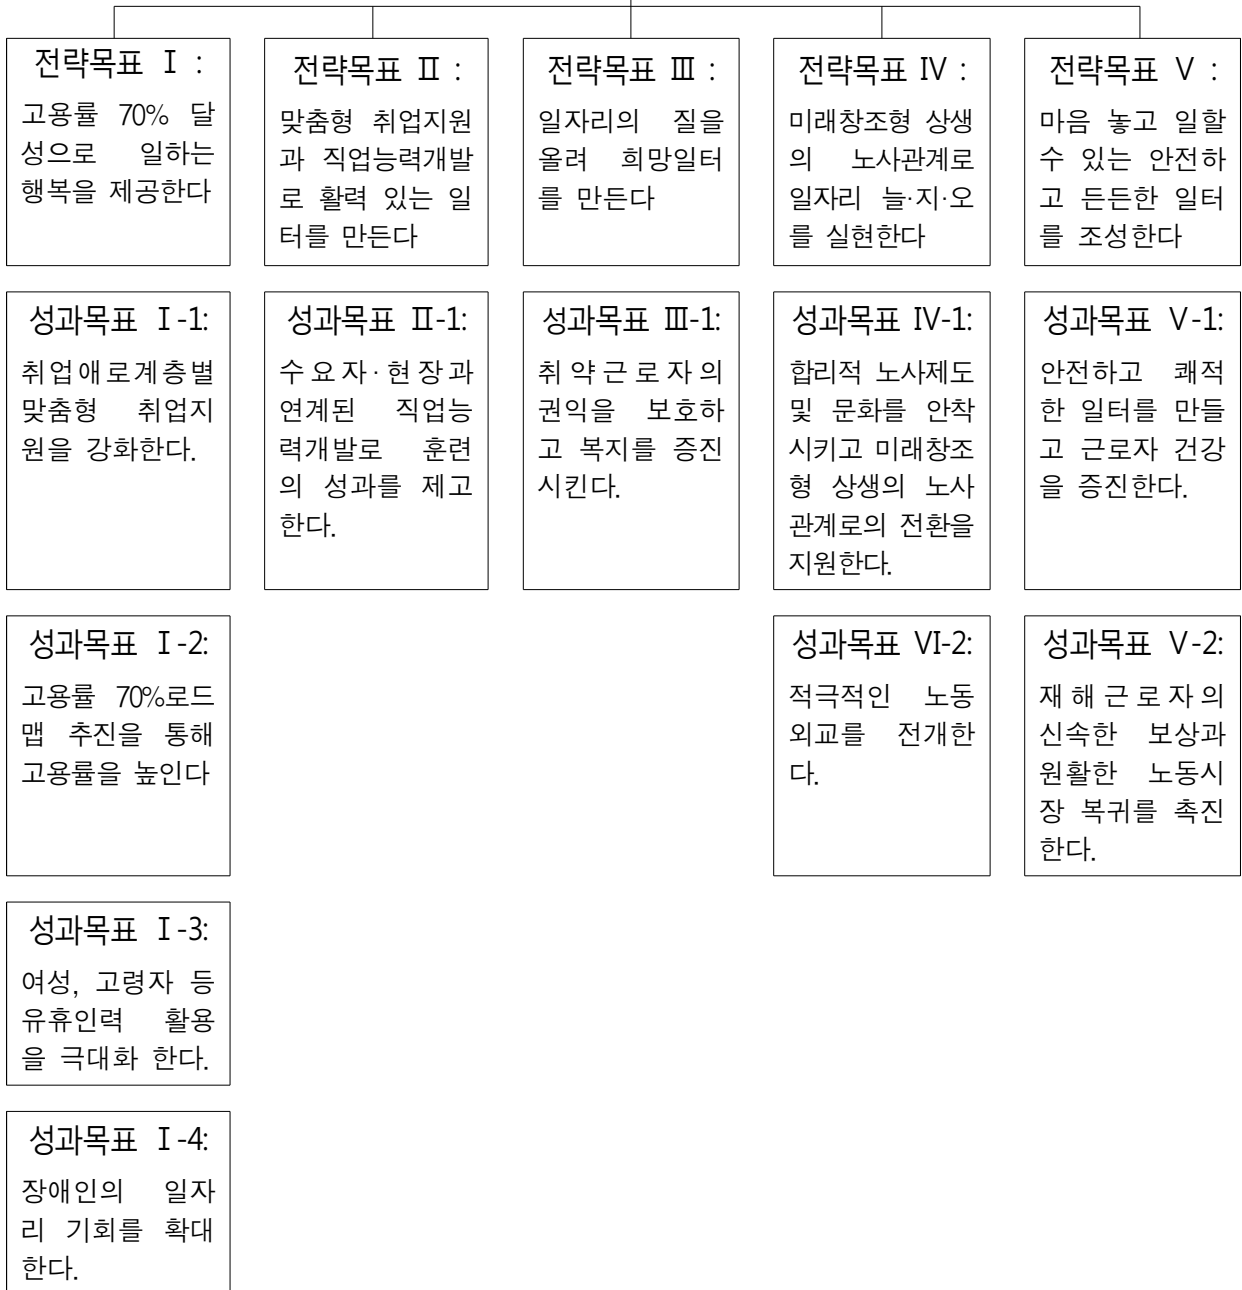 전략목표 Ⅰ :
고용률 70% 달
성으로 일하는
행복을 제공한다
전략목표 Ⅱ :
맞춤형 취업지원
과 직업능력개발
로 활력 있는 일
터를 만든다
전략목표 Ⅲ :
일자리의 질을
올려 희망일터
를 만든다
전략목표 Ⅳ :
미래창조형 상생
의 노사관계로
일자리 늘·지·오
를 실현한다
전략목표 Ⅴ :
마음 놓고 일할
수 있는 안전하
고 든든한 일터
를 조성한다
성과목표 Ⅰ-1:
취업애로계층별
맞춤형 취업지
원을 강화한다.
성과목표 Ⅱ-1:
수요자·현장과
연계된 직업능
력개발로 훈련
의 성과를 제고
한다.
성과목표 Ⅲ-1:
취약근로자의
권익을 보호하
고 복지를 증진
시킨다.
성과목표 Ⅳ-1:
합리적 노사제도
및 문화를 안착
시키고 미래창조
형 상생의 노사
관계로의 전환을
지원한다.
성과목표 Ⅴ-1:
안전하고 쾌적
한 일터를 만들
고 근로자 건강
을 증진한다.
성과목표 Ⅰ-2:
고용률 70%로드
맵 추진을 통해
고용률을 높인다
성과목표 Ⅵ-2:
적극적인 노동
외교를 전개한
다.
성과목표 Ⅴ-2:
재해근로자의
신속한 보상과
원활한 노동시
장 복귀를 촉진
한다.
성과목표 Ⅰ-3:
여성, 고령자 등
유휴인력 활용
을 극대화 한다.
성과목표 Ⅰ-4:
장애인의 일자
리 기회를 확대
한다.